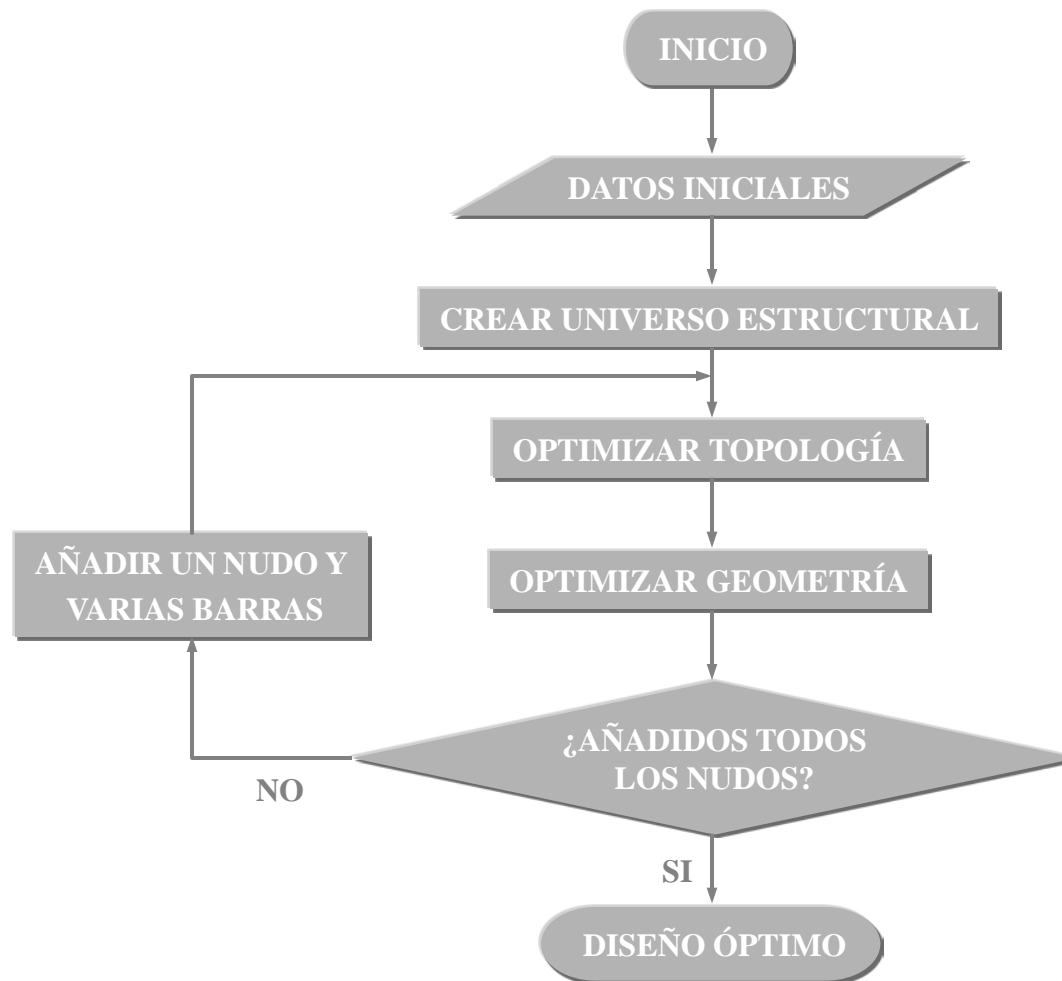 INICIO
DATOS INICIALES
CREAR UNIVERSO ESTRUCTURAL
OPTIMIZAR TOPOLOGÍA
OPTIMIZAR GEOMETRÍA
AÑADIR UN NUDO Y
VARIAS BARRAS
¿AÑADIDOS TODOS
LOS NUDOS?
NO
SI
DISEÑO ÓPTIMO